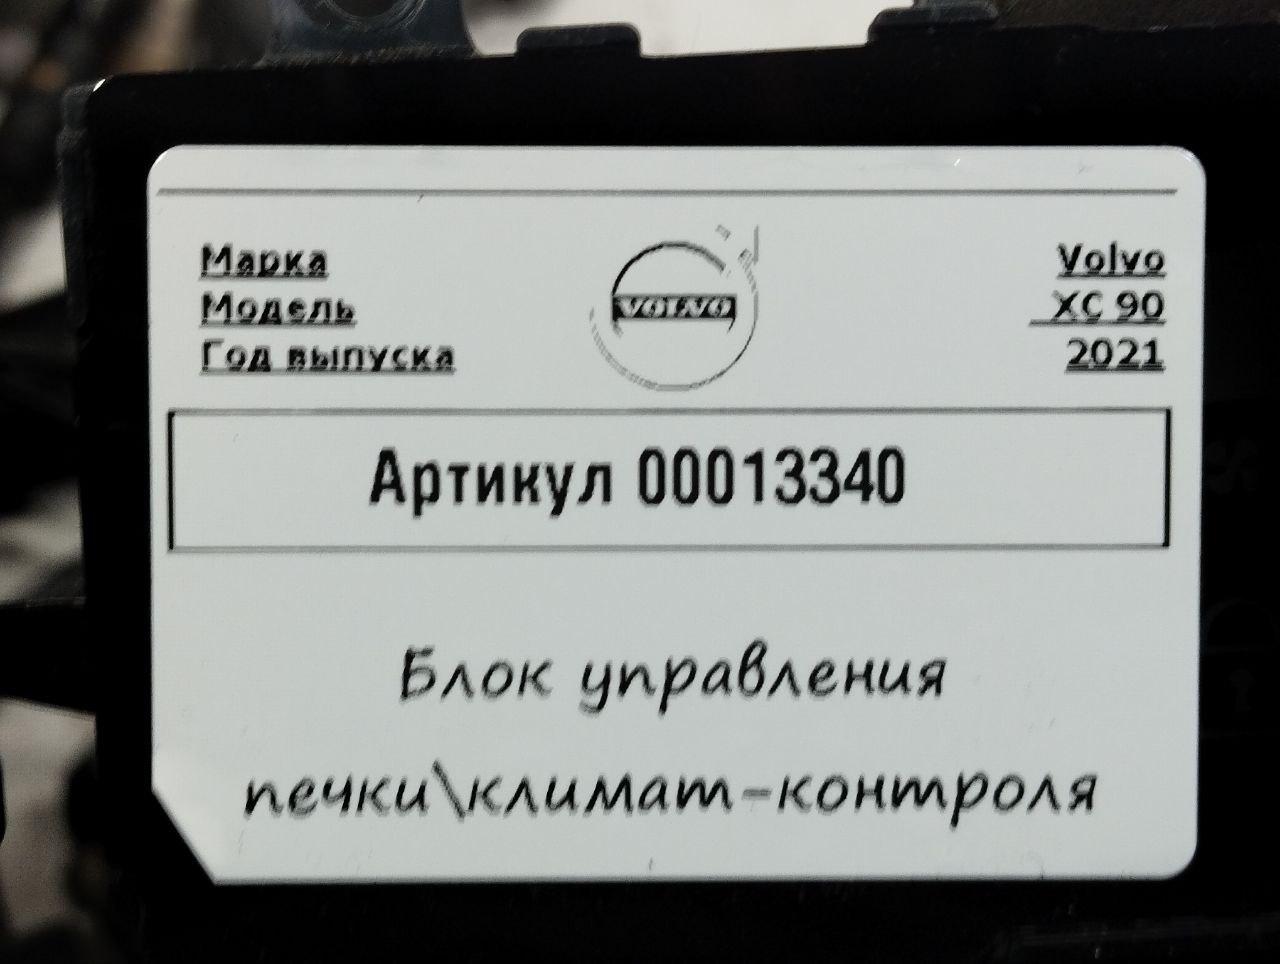 Марка Volvo
Модель XC 90
Год выпуска 2021
VOLVO
Артикул 00013340
Блок управления
печки\климат-контроля